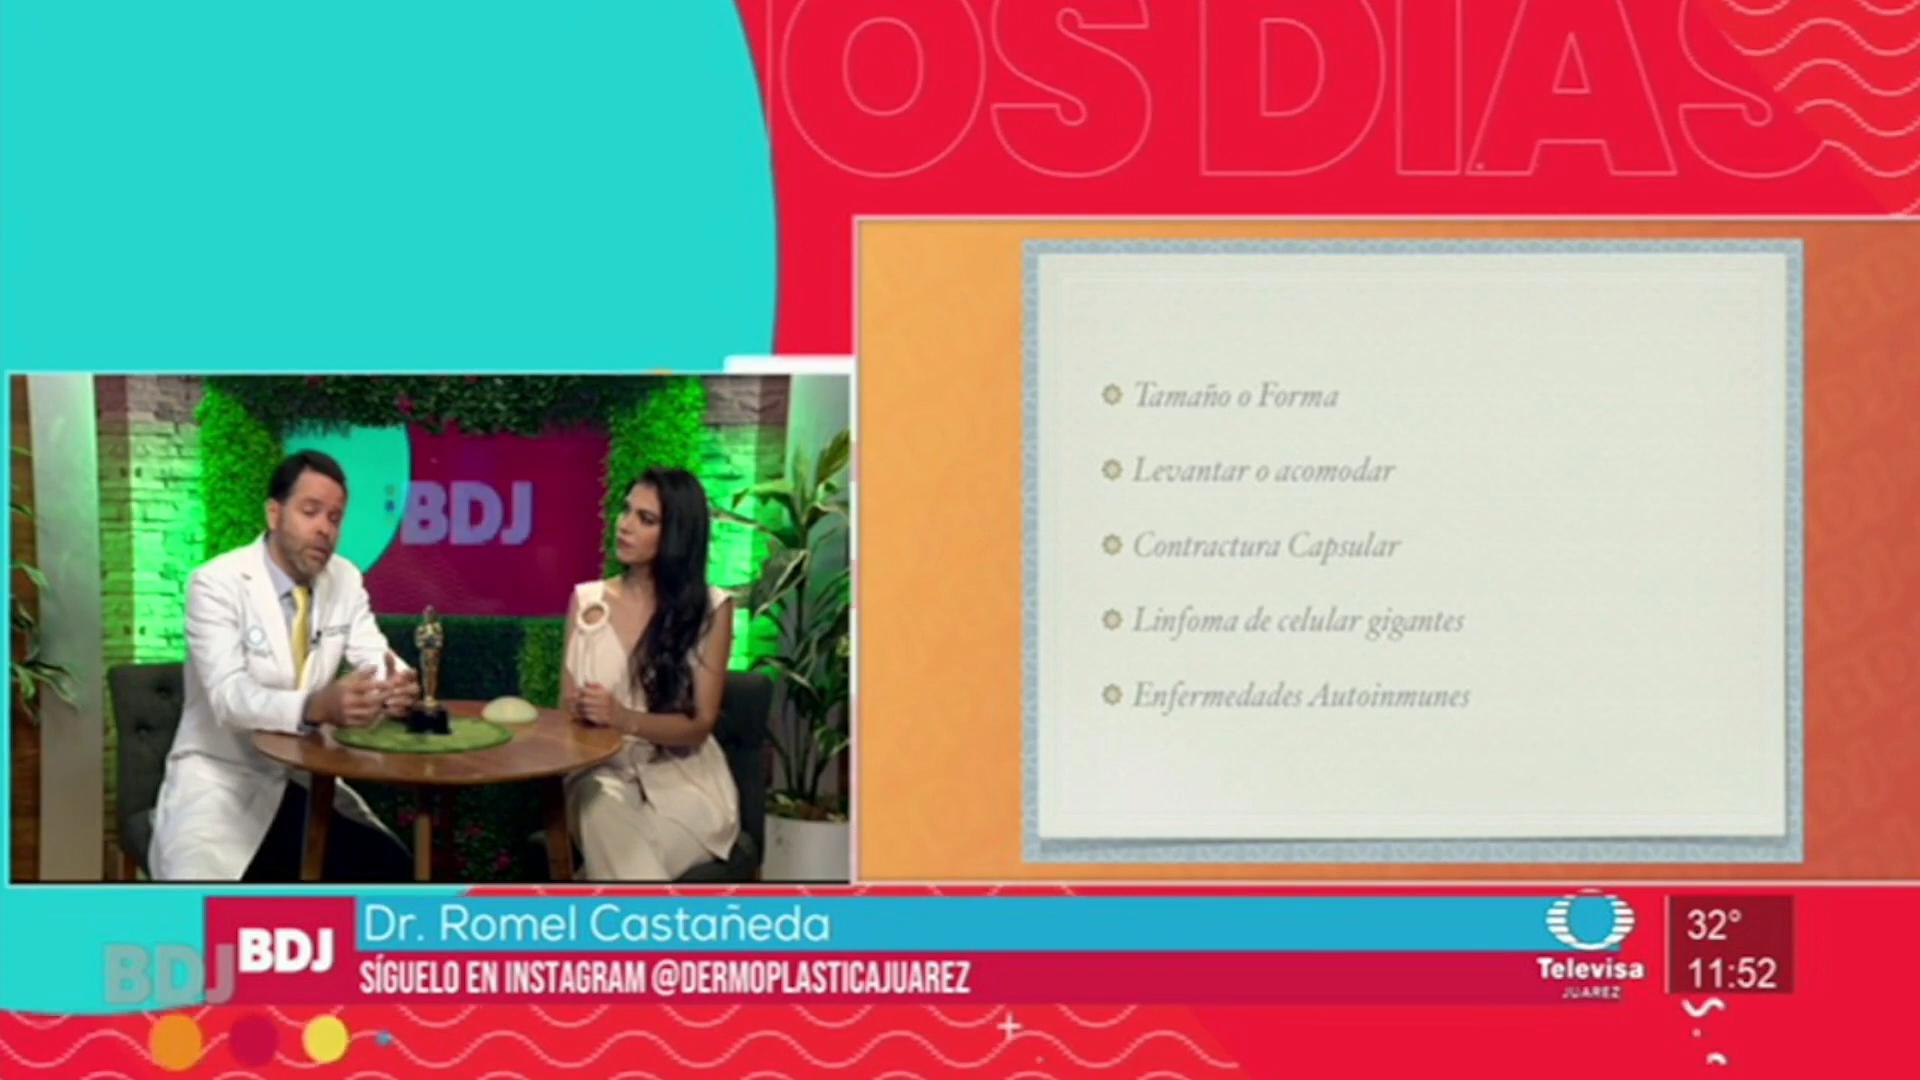 OS DIAS
BDJ
Tamaño o Forma
Levantar o acomodar
Contractura Capsular
Linfoma de celular gigantes
Enfermedades Autoinmunes
BDJ
BDJ
Dr. Romel Castañeda
SÍGUELO EN INSTAGRAM @DERMOPLASTICAJUAREZ
Televisa
JUAREZ
32°
11:52